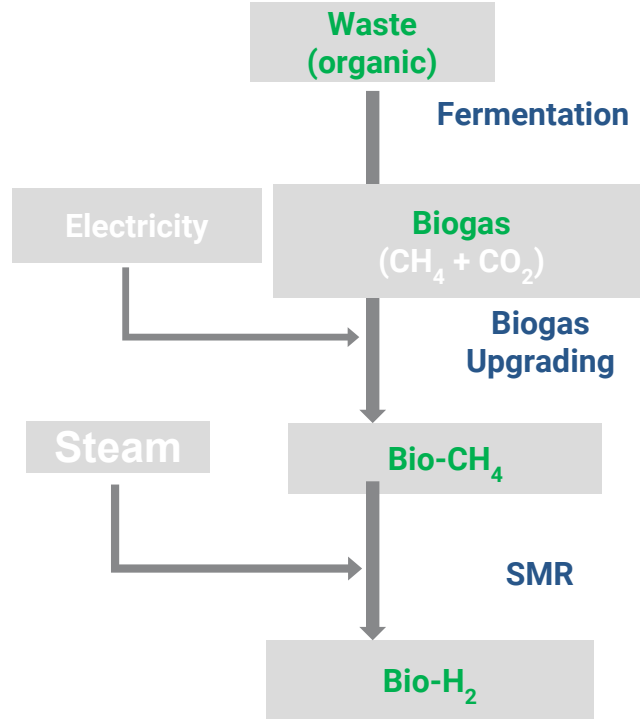 Waste
(organic)
Fermentation
Electricity
Biogas
(CH₄ + CO₂)
Biogas
Upgrading
Steam
Bio-CH₄
SMR
Bio-H₂